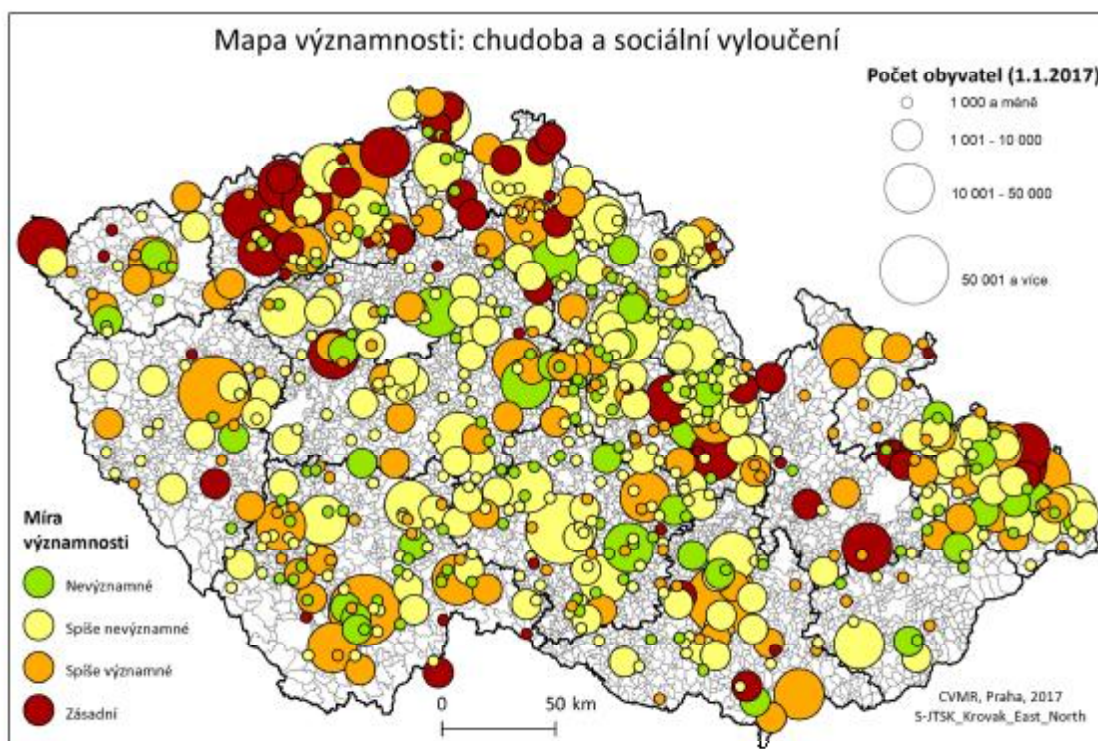 Mapa významnosti: chudoba a sociální vyloučení
Počet obyvatel (1.1.2017)
1 000 a méně
1 001 - 10 000
10 001 - 50 000
50 001 a více
Míra
významnosti
Nevýznamné
Spíše nevýznamné
Spíše významné
Zásadní
0 50 km
CVMR, Praha, 2017
S-JTSK_Krovak_East_North